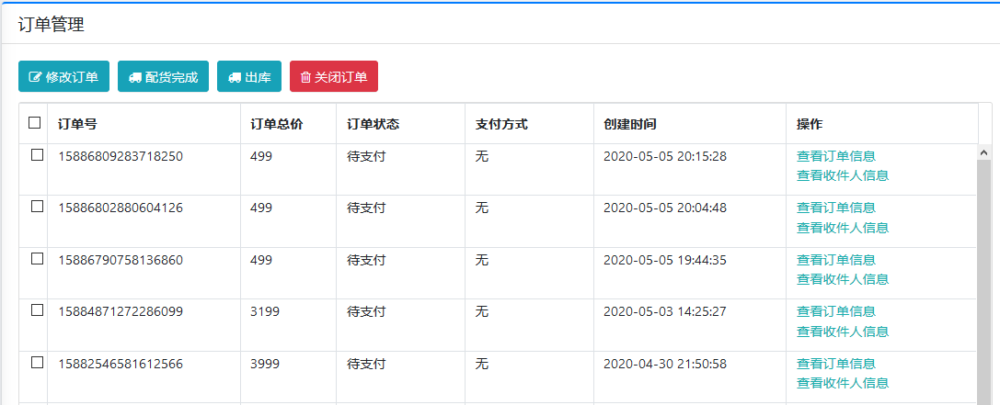 订单管理
修改订单 配货完成 出库 关闭订单
订单号 订单总价 订单状态 支付方式 创建时间 操作
15886809283718250 499 待支付 无 2020-05-05 20:15:28 查看订单信息
查看收件人信息
15886802880604126 499 待支付 无 2020-05-05 20:04:48 查看订单信息
查看收件人信息
15886790758136860 499 待支付 无 2020-05-05 19:44:35 查看订单信息
查看收件人信息
15884871272286099 3199 待支付 无 2020-05-03 14:25:27 查看订单信息
查看收件人信息
15882546581612566 3999 待支付 无 2020-04-30 21:50:58 查看订单信息
查看收件人信息